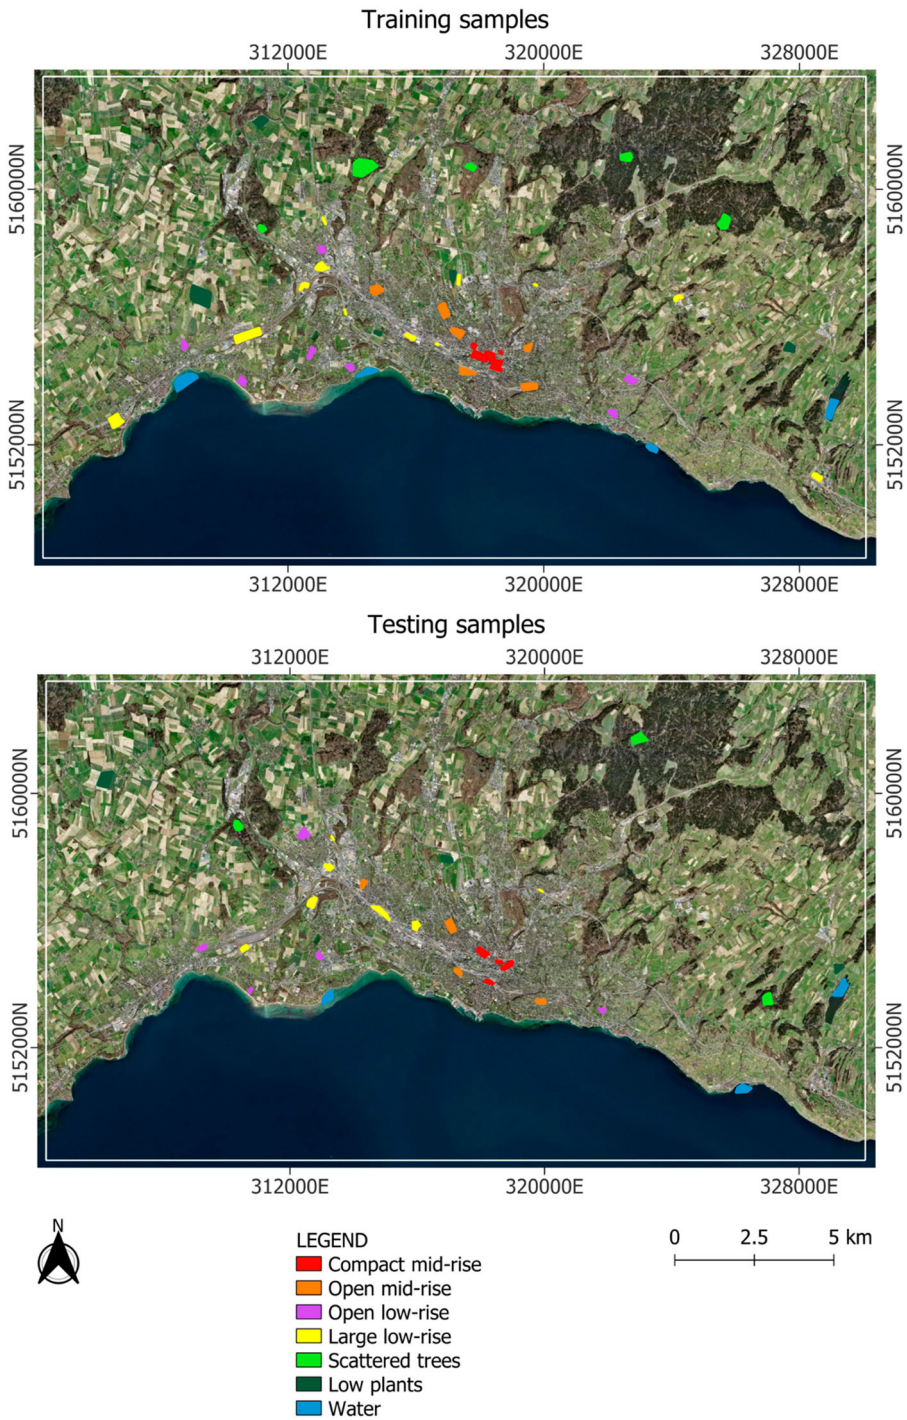 Training samples
312000E 320000E 328000E
5160000N 5160000N
5152000N 5152000N
312000E 320000E 328000E
Testing samples
312000E 320000E 328000E
5160000N 5160000N
5152000N 5152000N
312000E 320000E 328000E
N
LEGEND
Compact mid-rise
Open mid-rise
Open low-rise
Large low-rise
Scattered trees
Low plants
Water
0 2.5 5 km